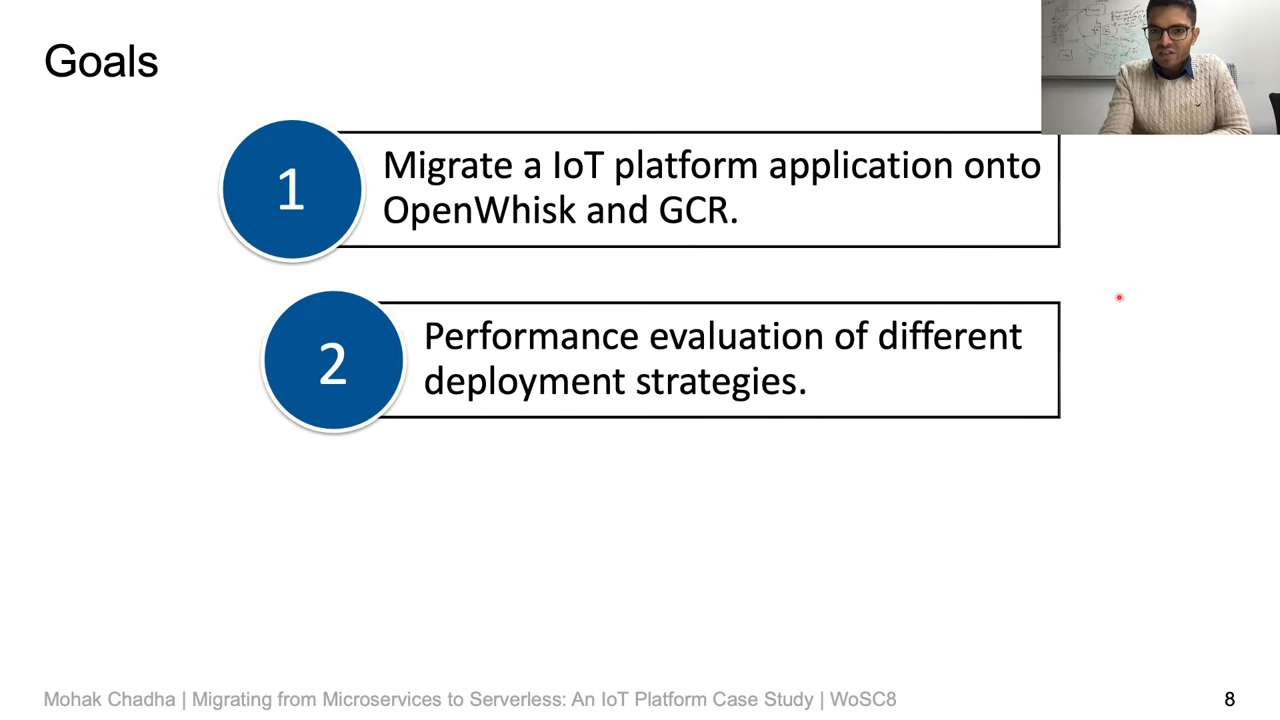 Goals
1
Migrate a IoT platform application onto
OpenWhisk and GCR.
2
Performance evaluation of different
deployment strategies.
Mohak Chadha | Migrating from Microservices to Serverless: An IoT Platform Case Study | WoSC8
8